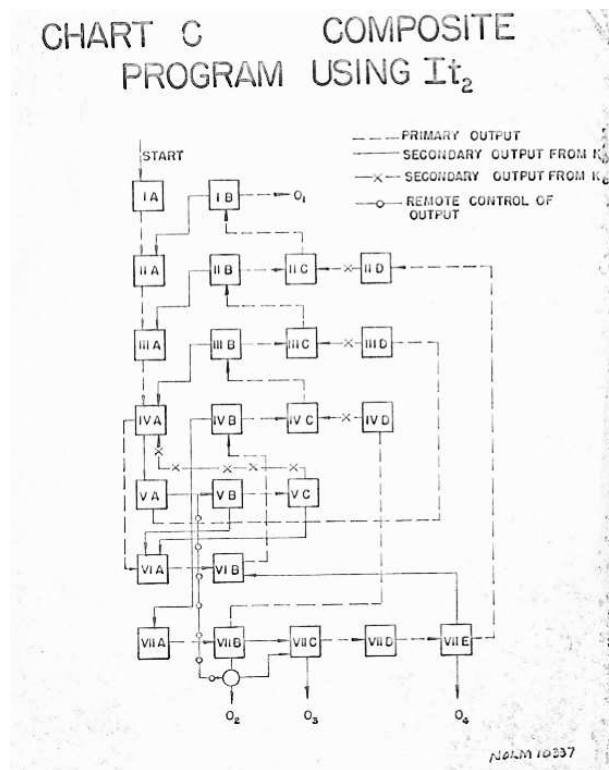 CHART C COMPOSITE
PROGRAM USING It₂
PRIMARY OUTPUT
START
SECONDARY OUTPUT FROM K
SECONDARY OUTPUT FROM K
REMOTE CONTROL OF
OUTPUT
I A I B O₁
II A II B II C II D
III A III B III C III D
IV A IV B IV C IV D
V A V B V C
VI A VI B
VII A VII B VII C VII D VII E
O₂ O₃ O₄
NOLM 10337